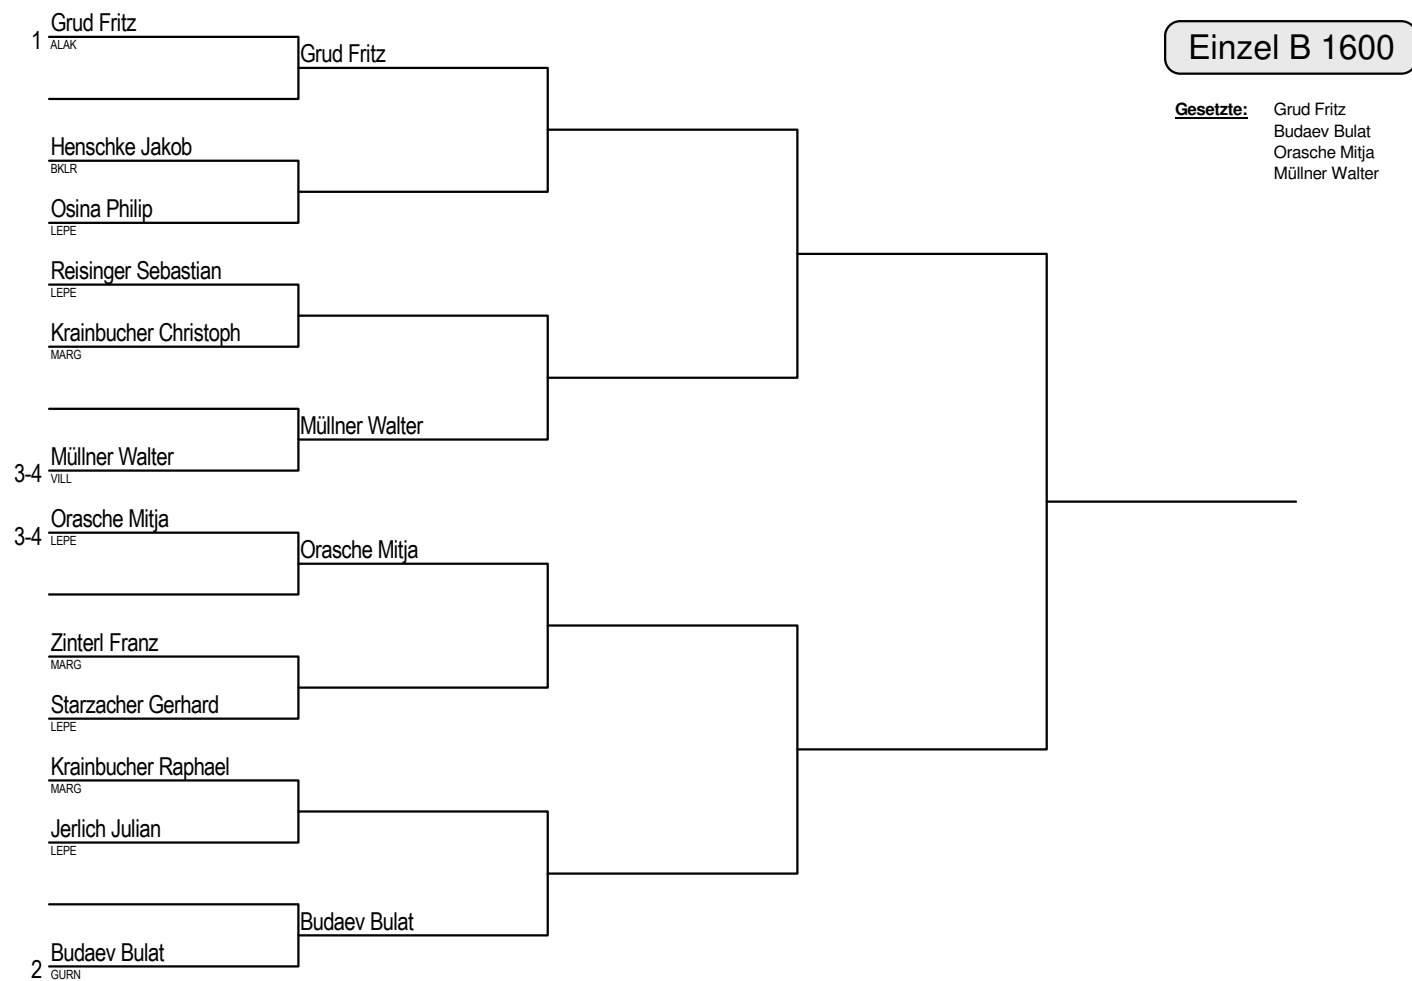 Einzel B 1600
Gesetzte: Grud Fritz
Budaev Bulat
Orasche Mitja
Müllner Walter
1 Grud Fritz
ALAK
Grud Fritz
Henschke Jakob
BKLR
Osina Philip
LEPE
Reisinger Sebastian
LEPE
Krainbucher Christoph
MARG
Müllner Walter
3-4 Müllner Walter
VILL
3-4 Orasche Mitja
LEPE
Orasche Mitja
Zinterl Franz
MARG
Starzacher Gerhard
LEPE
Krainbucher Raphael
MARG
Jerlich Julian
LEPE
Budaev Bulat
2 Budaev Bulat
GURN